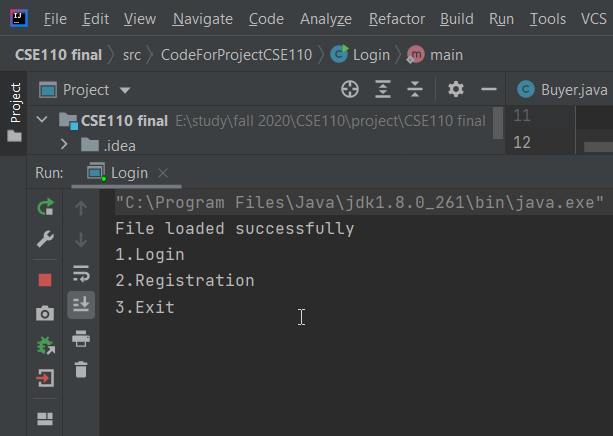 IJ File Edit View Navigate Code Analyze Refactor Build Run Tools VCS
CSE110 final src CodeForProjectCSE110 C Login m main
Project Project C Buyer.java
CSE110 final E:\study\fall 2020\CSE110\project\CSE110 final 11
.idea 12
Run: Login
"C:\Program Files\Java\jdk1.8.0_261\bin\java.exe"
File loaded successfully
1.Login
2.Registration
3.Exit